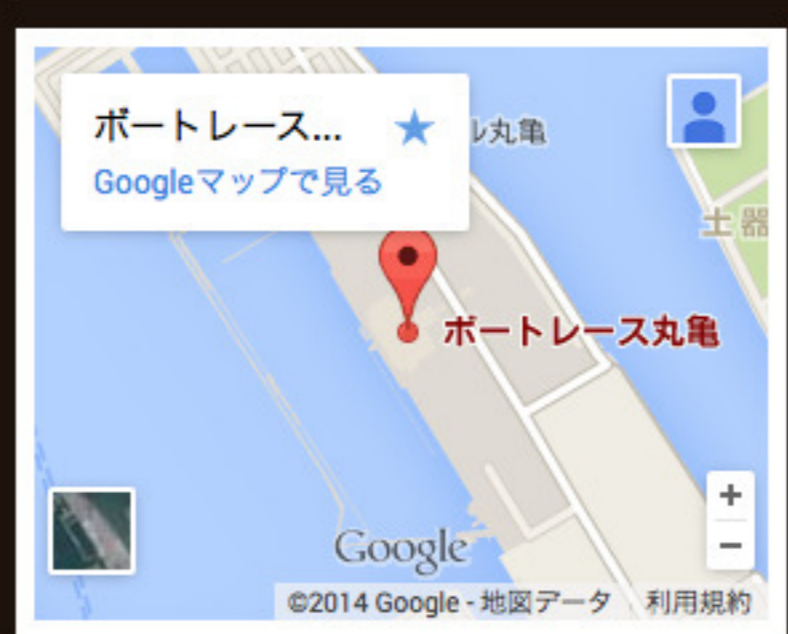 ボートレース...
Googleマップで見る
ル丸亀
土器
ボートレース丸亀
+
−
Google
©2014 Google - 地図データ
利用規約